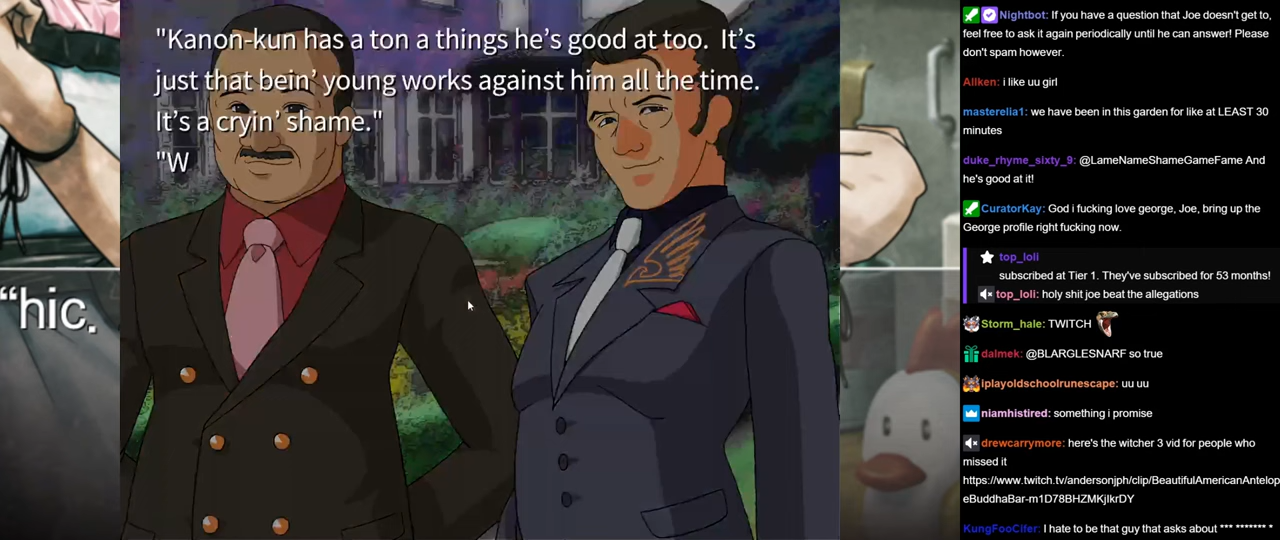 "Kanon-kun has a ton a things he's good at too.  It's
just that bein' young works against him all the time.
It's a cryin' shame."
"W
"hic.
Nightbot: If you have a question that Joe doesn't get to,
feel free to ask it again periodically until he can answer! Please
don't spam however.
Allken: i like uu girl
masterelia1: we have been in this garden for like at LEAST 30
minutes
duke_rhyme_sixty_9: @LameNameShameGameFame And
he's good at it!
CuratorKay: God i fucking love george, Joe, bring up the
George profile right fucking now.
top_loli
subscribed at Tier 1. They've subscribed for 53 months!
top_loli: holy shit joe beat the allegations
Storm_hale: TWITCH
dalmek: @BLARGLESNARF so true
iplayoldschoolrunescape: uu uu
niamhistired: something i promise
drewcarrymore: here's the witcher 3 vid for people who
missed it
https://www.twitch.tv/andersonjph/clip/BeautifulAmericanAntelop
eBuddhaBar-m1D78BHZMKjIkrDY
KungFooCifer: I hate to be that guy that asks about *** ******* *